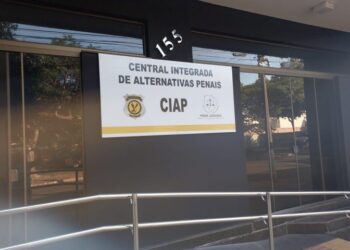 155
CENTRAL INTEGRADA
DE ALTERNATIVAS PENAIS
CIAP